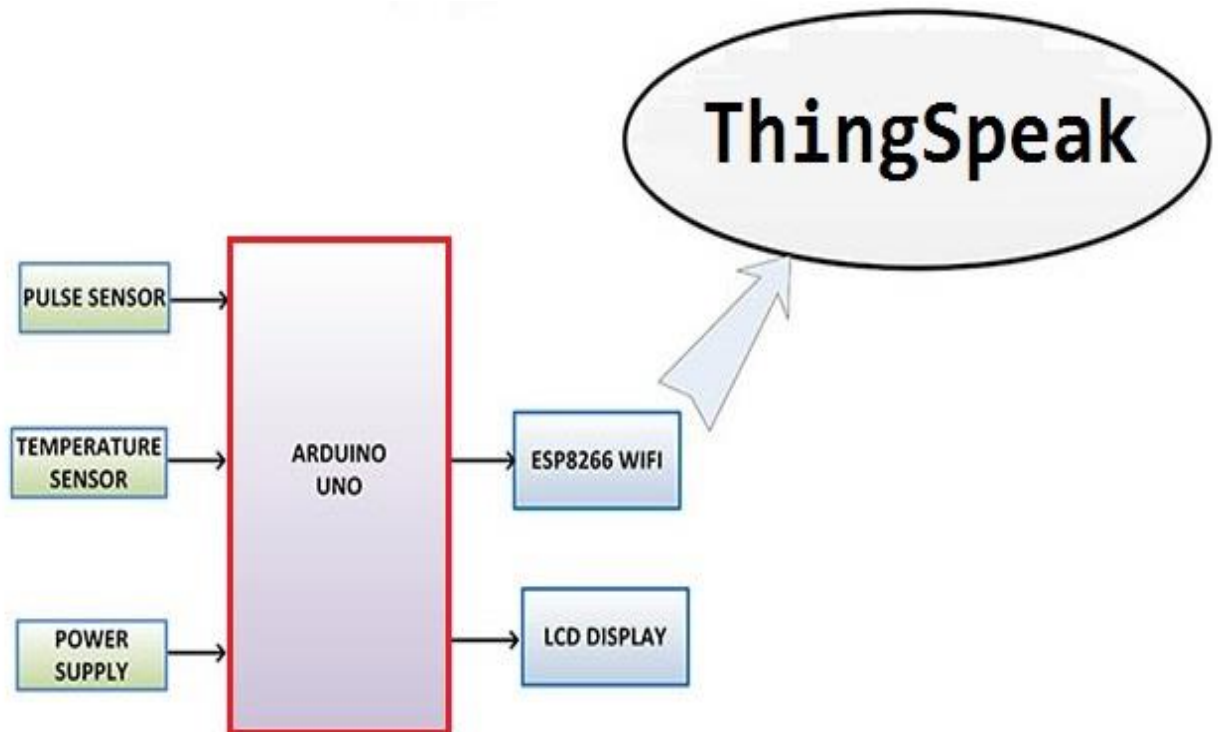 ThingSpeak
PULSE SENSOR
TEMPERATURE
SENSOR
POWER
SUPPLY
ARDUINO
UNO
ESP8266 WIFI
LCD DISPLAY